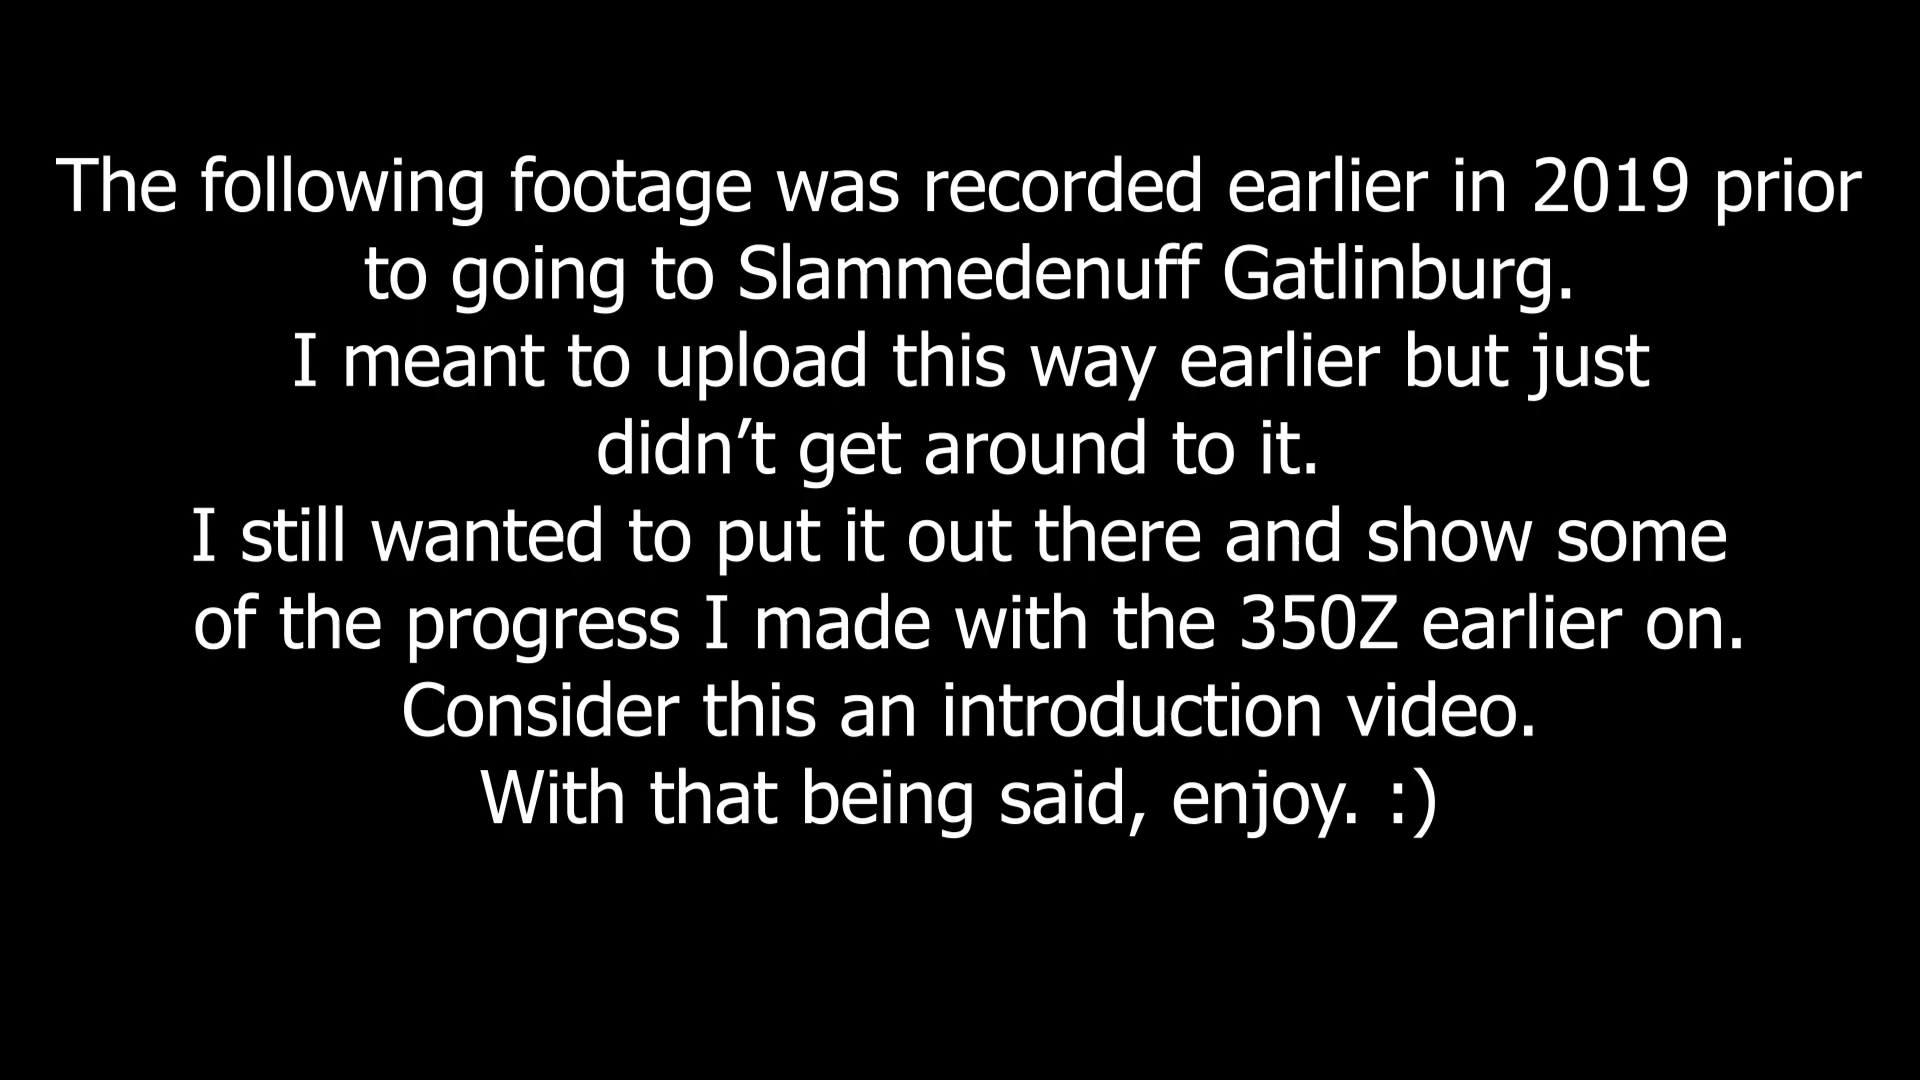 The following footage was recorded earlier in 2019 prior
to going to Slammedenuff Gatlinburg.
I meant to upload this way earlier but just
didn’t get around to it.
I still wanted to put it out there and show some
of the progress I made with the 350Z earlier on.
Consider this an introduction video.
With that being said, enjoy. :)